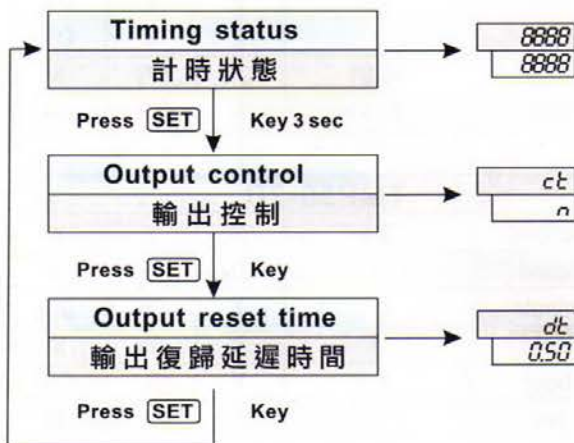 Timing status
8888
計時狀態
8888
Press SET Key 3 sec
Output control
ct
輸出控制
n
Press SET Key
Output reset time
dt
輸出復歸延遲時間
0.50
Press SET Key